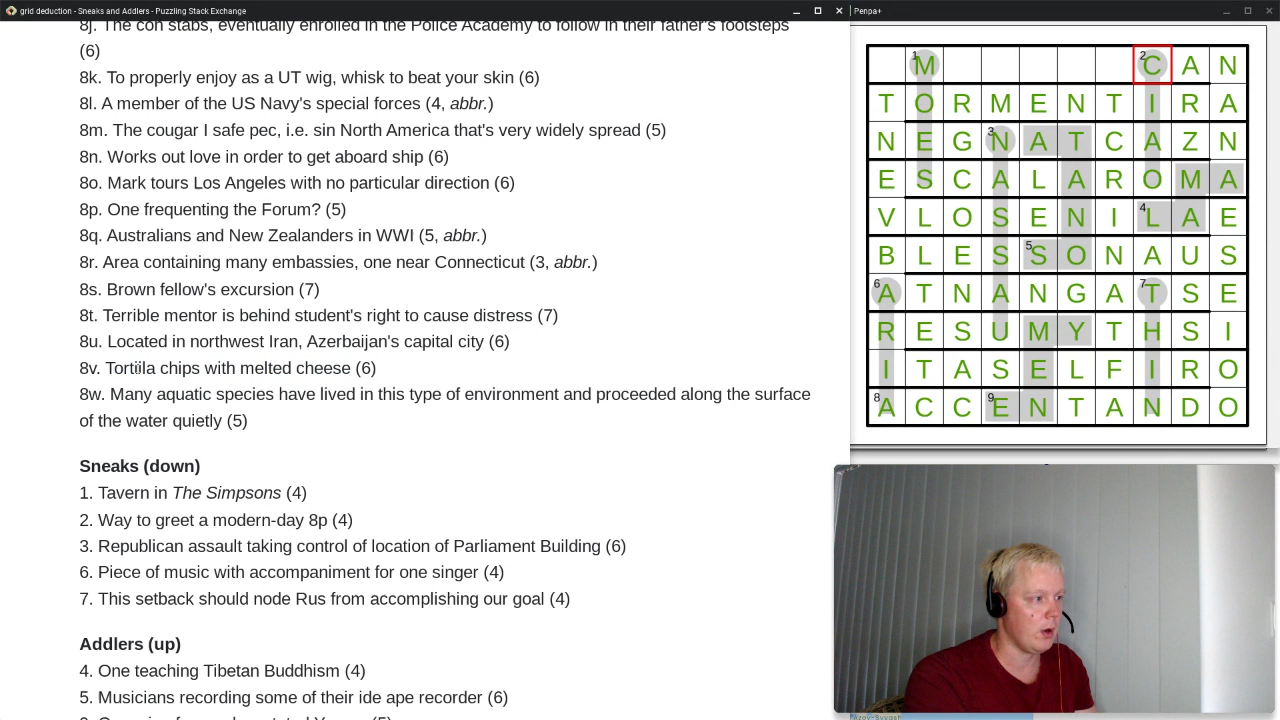 grid deduction - Sneaks and Addlers - Puzzling Stack Exchange
Penpa+
8j. The con stabs, eventually enrolled in the Police Academy to follow in their father's footsteps
(6)
8k. To properly enjoy as a UT wig, whisk to beat your skin (6)
8l. A member of the US Navy's special forces (4, abbr.)
8m. The cougar I safe pec, i.e. sin North America that's very widely spread (5)
8n. Works out love in order to get aboard ship (6)
8o. Mark tours Los Angeles with no particular direction (6)
8p. One frequenting the Forum? (5)
8q. Australians and New Zealanders in WWI (5, abbr.)
8r. Area containing many embassies, one near Connecticut (3, abbr.)
8s. Brown fellow's excursion (7)
8t. Terrible mentor is behind student's right to cause distress (7)
8u. Located in northwest Iran, Azerbaijan's capital city (6)
8v. Tortilla chips with melted cheese (6)
8w. Many aquatic species have lived in this type of environment and proceeded along the surface
of the water quietly (5)
Sneaks (down)
1. Tavern in The Simpsons (4)
2. Way to greet a modern-day 8p (4)
3. Republican assault taking control of location of Parliament Building (6)
6. Piece of music with accompaniment for one singer (4)
7. This setback should node Rus from accomplishing our goal (4)
Addlers (up)
4. One teaching Tibetan Buddhism (4)
5. Musicians recording some of their ide ape recorder (6)
1 M 2 C A N
T O R M E N T I R A
N E G 3 N A T C A Z N
E S C A L A R O M A
V L O S E N I 4 L A E
B L E S 5 S O N A U S
6 A T N A N G A 7 T S E
R E S U M Y T H S I
I T A S E L F I R O
8 A C C 9 E N T A N D O